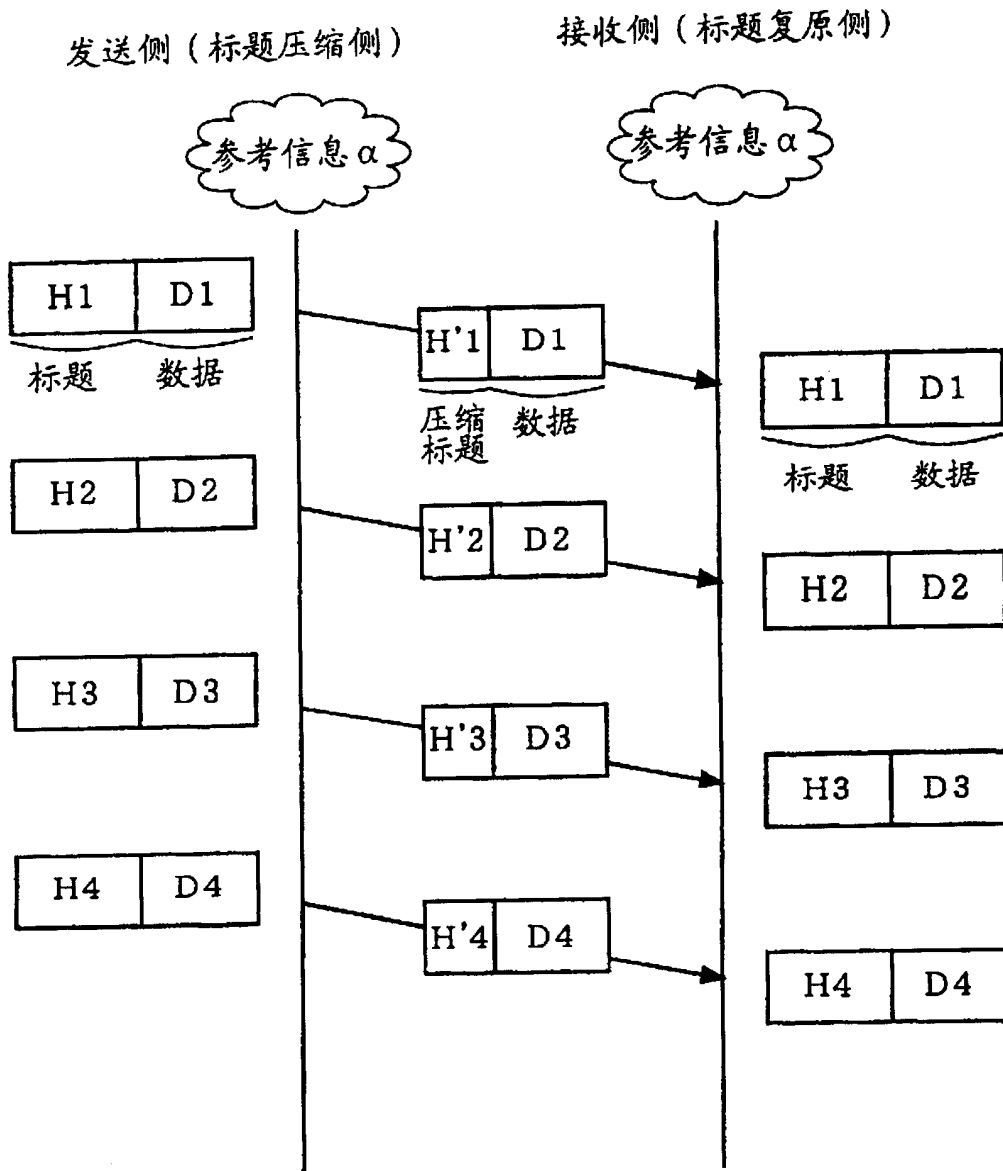 发送侧(标题压缩侧)
接收侧(标题复原侧)
参考信息α
参考信息α
H1 D1
标题 数据
H'1 D1
压缩
标题 数据
H1 D1
标题 数据
H2 D2
H'2 D2
H2 D2
H3 D3
H'3 D3
H3 D3
H4 D4
H'4 D4
H4 D4